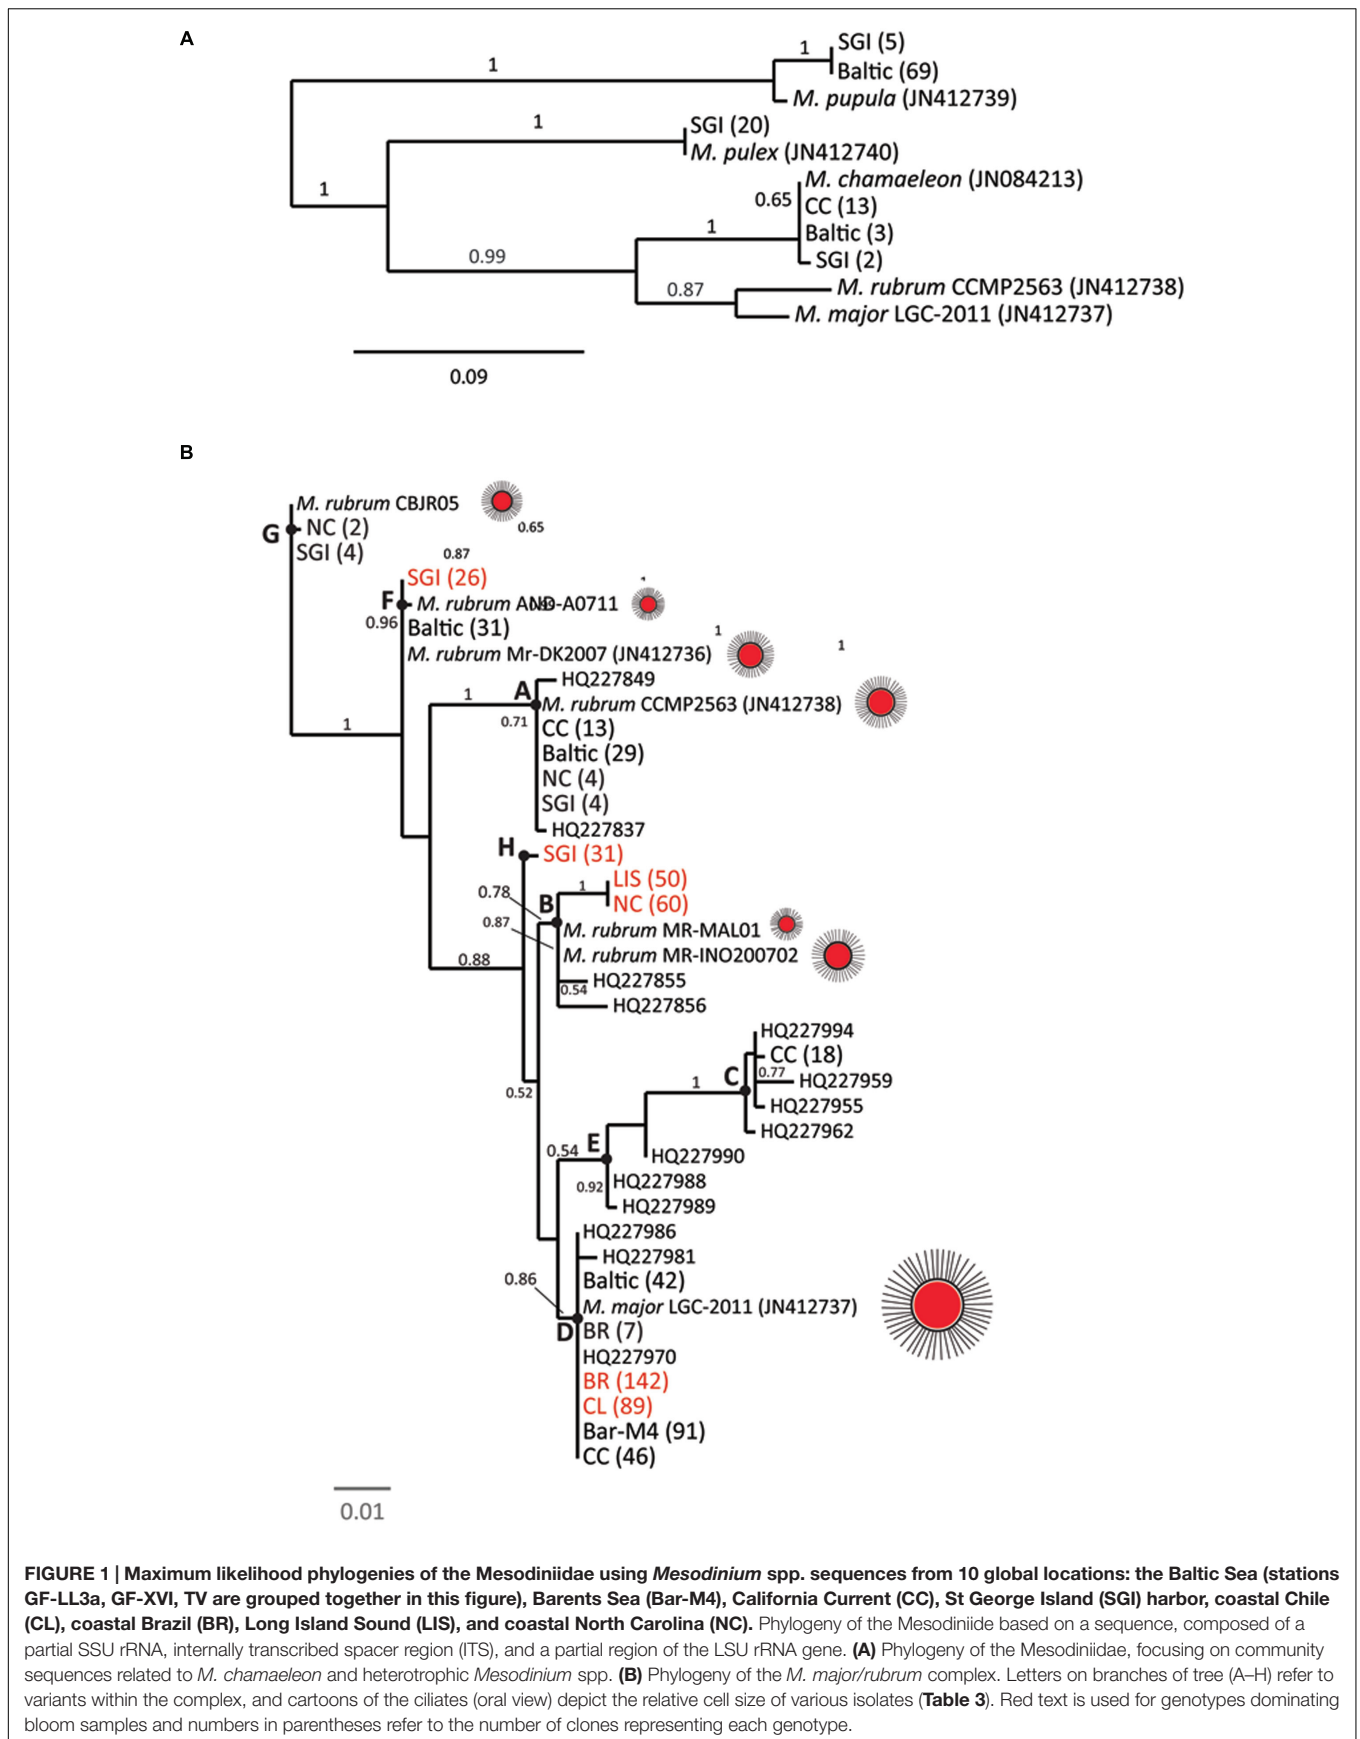 A
1
SGI (5)
1
Baltic (69)
M. pupula (JN412739)
1
SGI (20)
M. pulex (JN412740)
1
M. chamaeleon (JN084213)
0.65
CC (13)
1
Baltic (3)
0.99
SGI (2)
0.87
M. rubrum CCMP2563 (JN412738)
M. major LGC-2011 (JN412737)
0.09
B
M. rubrum CBJR05
G
NC (2)
0.65
SGI (4)
0.87
SGI (26)
1
F
M. rubrum AND-A0711
0.96
Baltic (31)
1
1
M. rubrum Mr-DK2007 (JN412736)
HQ227849
1
A
M. rubrum CCMP2563 (JN412738)
0.71
CC (13)
1
Baltic (29)
NC (4)
SGI (4)
HQ227837
H
SGI (31)
LIS (50)
0.78
1
B
NC (60)
0.87
M. rubrum MR-MAL01
M. rubrum MR-INO200702
0.88
HQ227855
0.54
HQ227856
HQ227994
CC (18)
C
0.77
HQ227959
1
0.52
HQ227955
HQ227962
E
0.54
HQ227990
0.92
HQ227988
HQ227989
HQ227986
HQ227981
0.86
Baltic (42)
M. major LGC-2011 (JN412737)
D
BR (7)
HQ227970
BR (142)
CL (89)
Bar-M4 (91)
CC (46)
0.01
FIGURE 1 | Maximum likelihood phylogenies of the Mesodiniidae using Mesodinium spp. sequences from 10 global locations: the Baltic Sea (stations
GF-LL3a, GF-XVI, TV are grouped together in this figure), Barents Sea (Bar-M4), California Current (CC), St George Island (SGI) harbor, coastal Chile
(CL), coastal Brazil (BR), Long Island Sound (LIS), and coastal North Carolina (NC). Phylogeny of the Mesodiniide based on a sequence, composed of a
partial SSU rRNA, internally transcribed spacer region (ITS), and a partial region of the LSU rRNA gene. (A) Phylogeny of the Mesodiniidae, focusing on community
sequences related to M. chamaeleon and heterotrophic Mesodinium spp. (B) Phylogeny of the M. major/rubrum complex. Letters on branches of tree (A–H) refer to
variants within the complex, and cartoons of the ciliates (oral view) depict the relative cell size of various isolates (Table 3). Red text is used for genotypes dominating
bloom samples and numbers in parentheses refer to the number of clones representing each genotype.